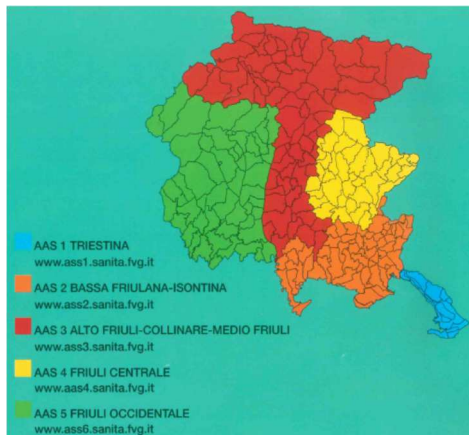 AAS 1 TRIESTINA
www.ass1.sanita.fvg.it
AAS 2 BASSA FRIULANA-ISONTINA
www.ass2.sanita.fvg.it
AAS 3 ALTO FRIULI-COLLINARE-MEDIO FRIULI
www.ass3.sanita.fvg.it
AAS 4 FRIULI CENTRALE
www.aas4.sanita.fvg.it
AAS 5 FRIULI OCCIDENTALE
www.ass6.sanita.fvg.it